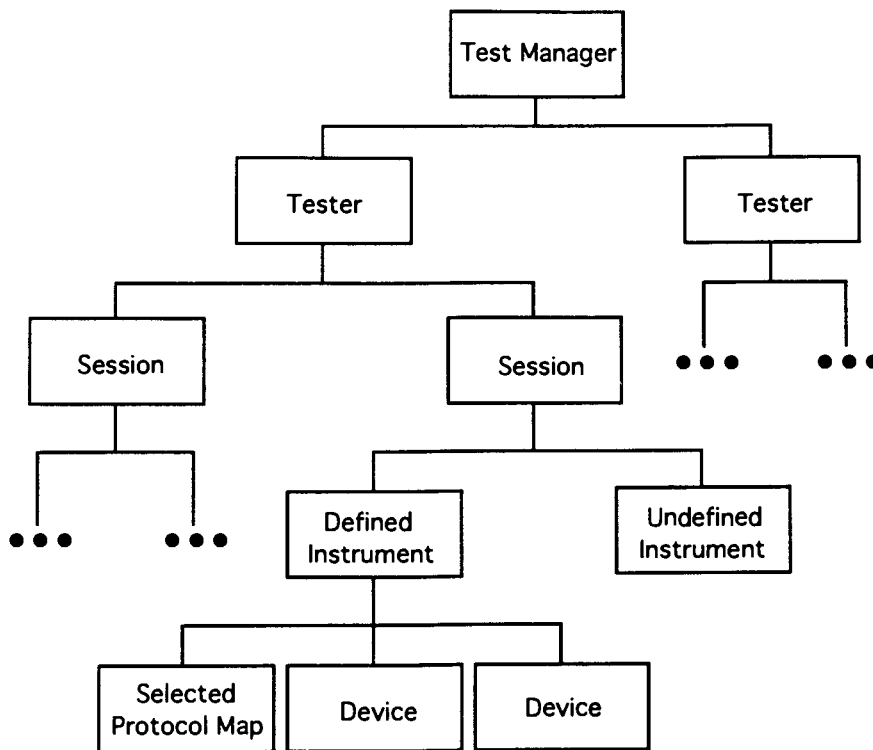 Test Manager
Tester
Tester
Session
Session
Defined
Instrument
Undefined
Instrument
Selected
Protocol Map
Device
Device